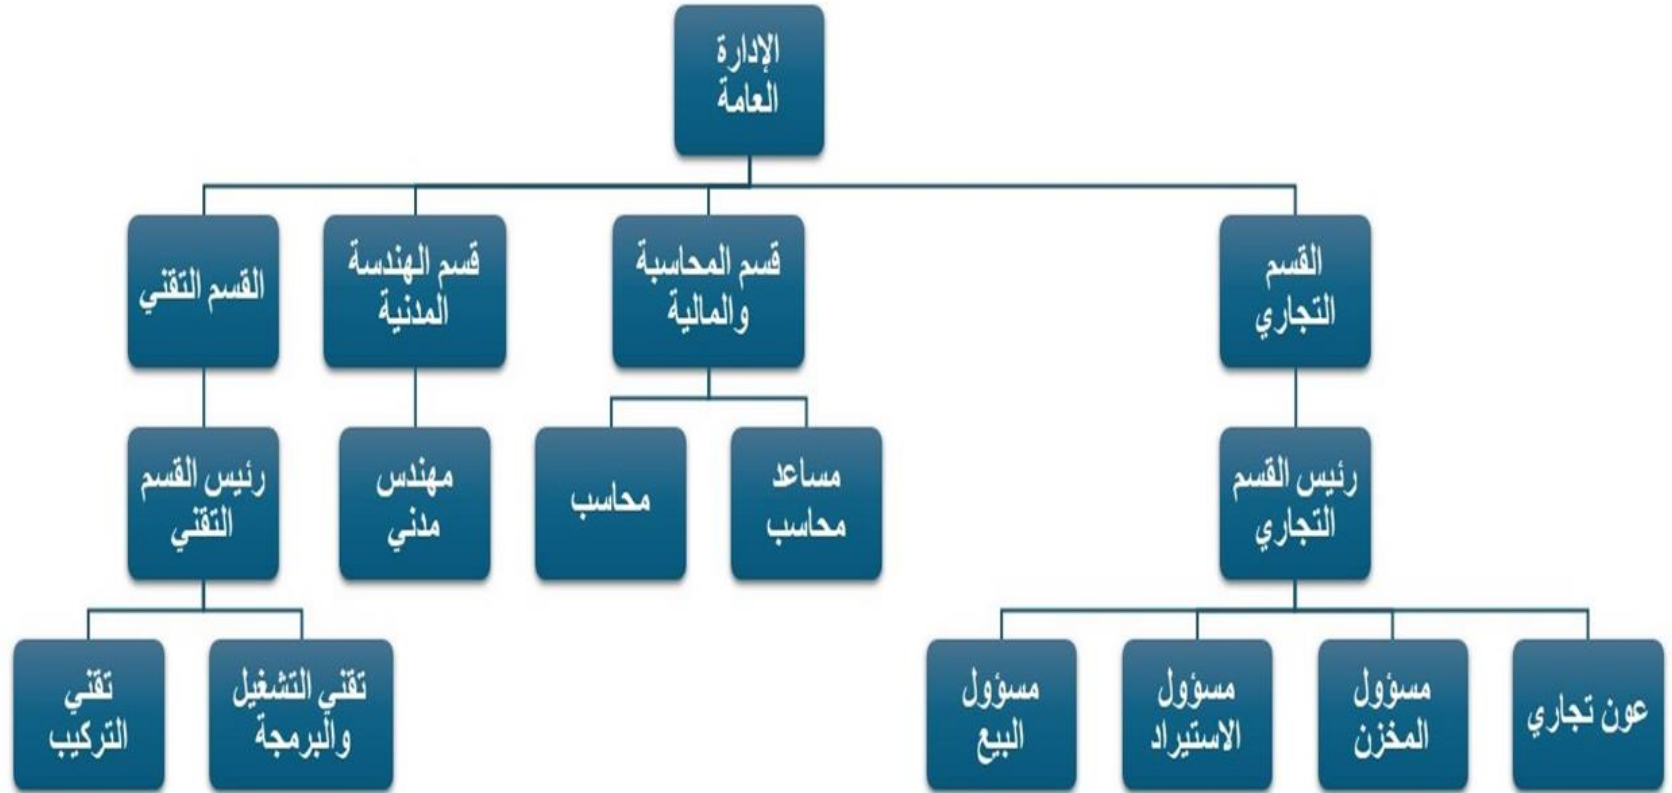 الإدارة
العامة
القسم
التجاري
قسم المحاسبة
والمالية
قسم الهندسة
المدنية
القسم التقني
رئيس القسم
التجاري
مساعد
محاسب
محاسب
مهندس
مدني
رئيس القسم
التقني
عون تجاري
مسؤول
المخزن
مسؤول
الاستيراد
مسؤول
البيع
تقني التشغيل
والبرمجة
تقني
التركيب